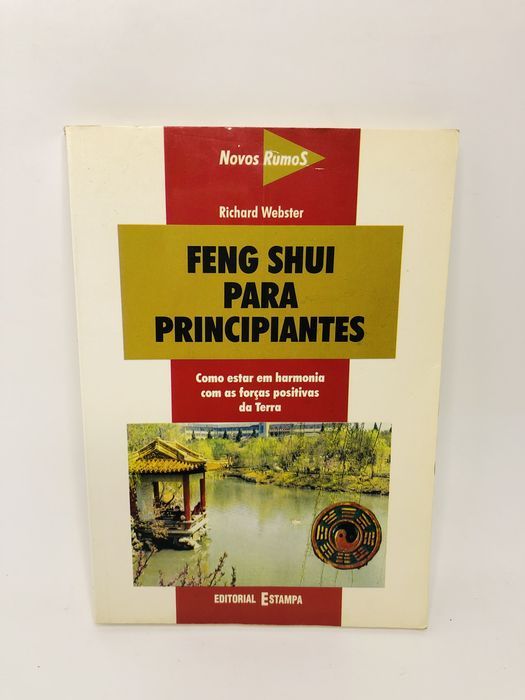 Novos RumoS
Richard Webster
FENG SHUI
PARA
PRINCIPIANTES
Como estar em harmonia
com as forças positivas
da Terra
EDITORIAL ESTAMPA